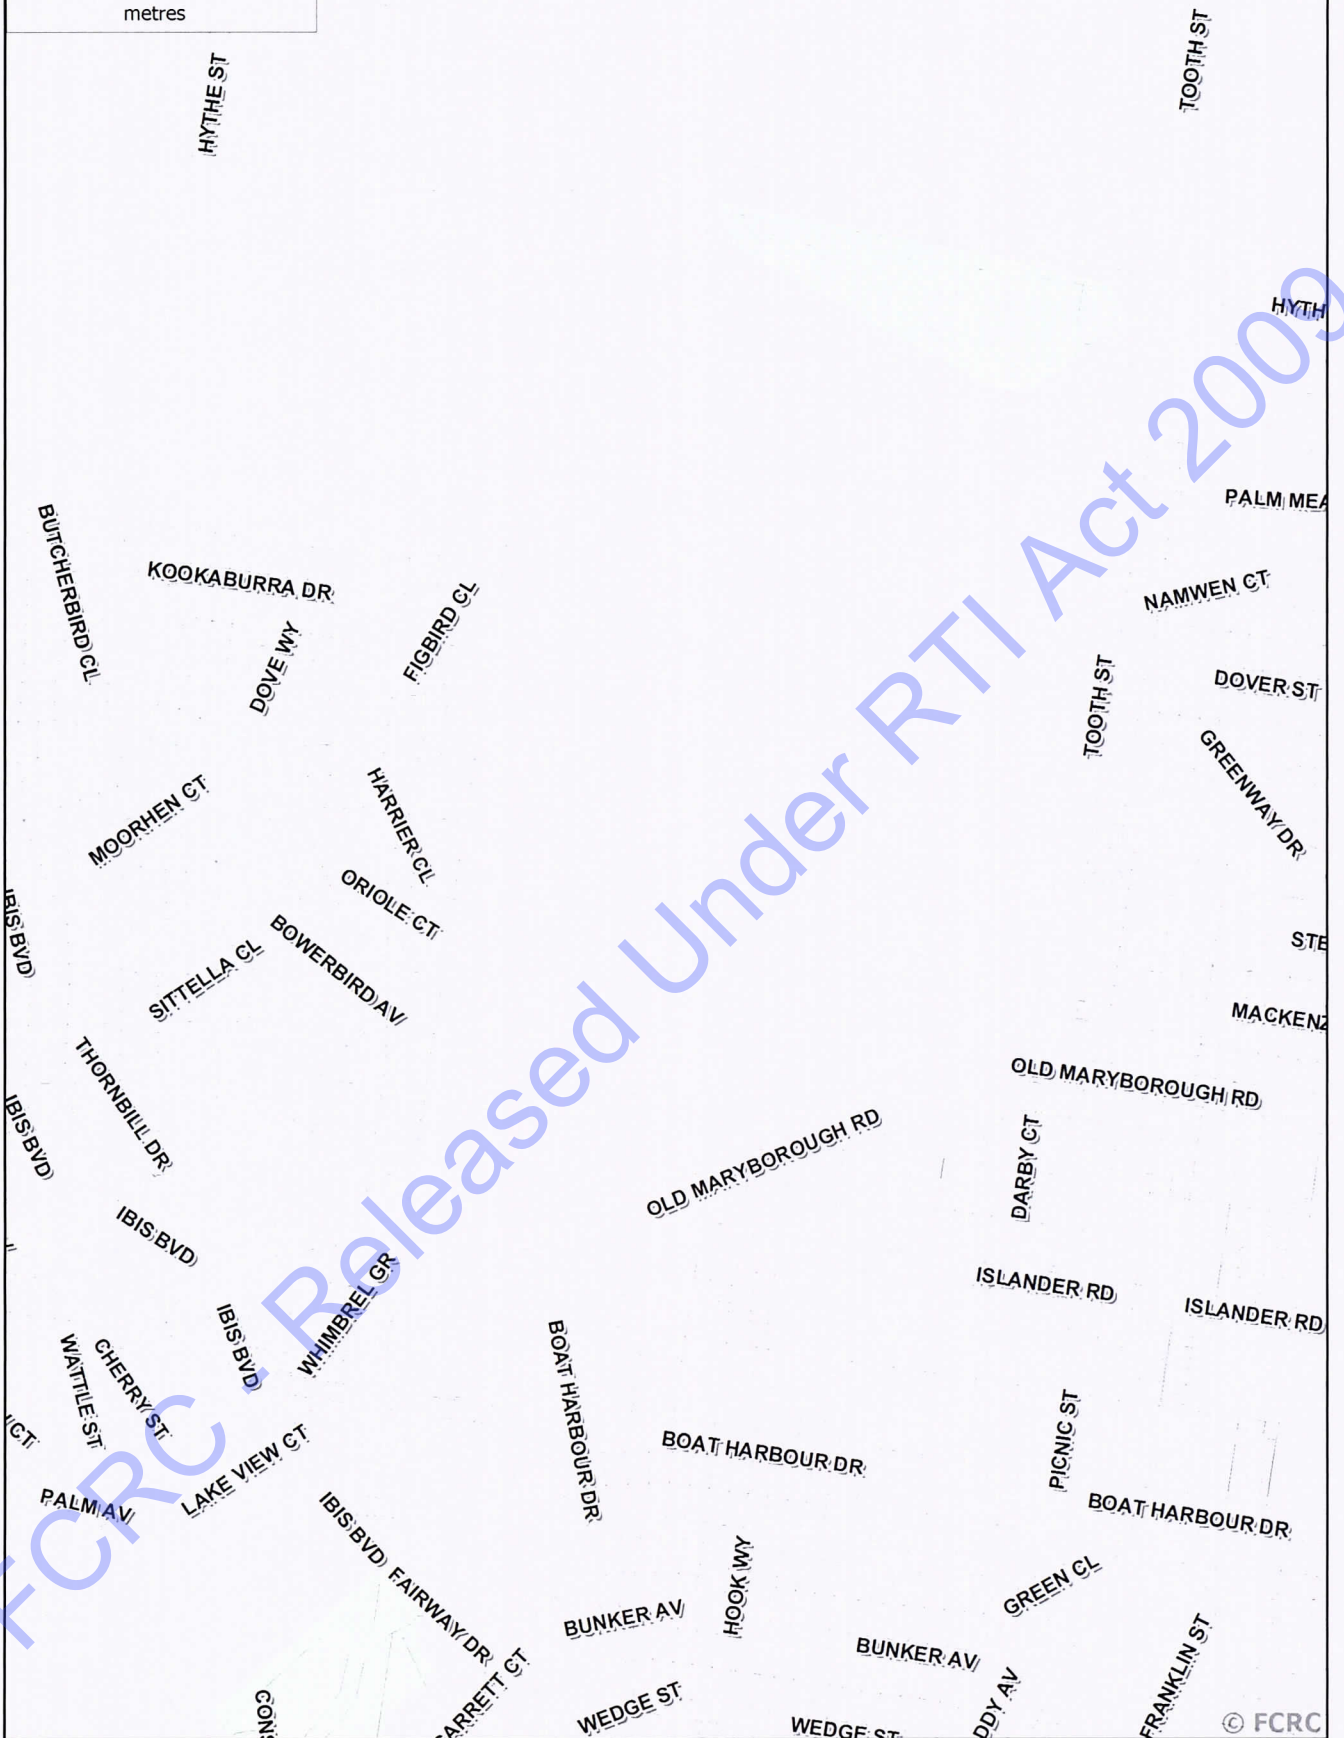 metres
TOOTH ST
HYTHE ST
HYTH
PALM MEA
BUTCHERBIRD CL
KOOKABURRA DR
FIGBIRD CL
NAMWEN CT
DOVE WY
TOOTH ST
DOVER ST
GREENWAY DR
MOORHEN CT
HARRIER CL
ORIOLE CT
IBIS BVD
BOWERBIRD AV
SITTELLA CL
STE
MACKENZ
THORNBILL DR
OLD MARYBOROUGH RD
IBIS BVD
OLD MARYBOROUGH RD
DARBY CT
IBIS BVD
WHIMBREL GR
ISLANDER RD
ISLANDER RD
IBIS BVD
BOAT HARBOUR DR
WATTLE ST
CHERRY ST
CT
LAKE VIEW CT
BOAT HARBOUR DR
PICNIC ST
PALM AV
IBIS BVD
BOAT HARBOUR DR
FAIRWAY DR
HOOK WY
GREEN CL
BUNKER AV
BUNKER AV
FRANKLIN ST
ARRETT CT
WEDGE ST
DDY AV
CONS
WEDGE ST
© FCRC
FCRC - Released Under RTI Act 2009